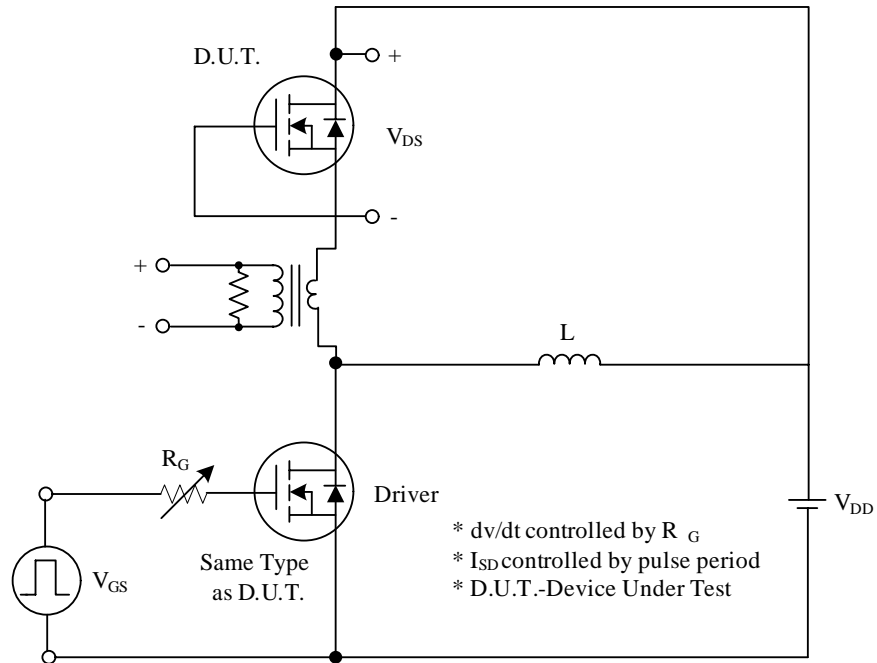 D.U.T.
+
VDS
-
+
-
L
RG
Driver
VDD
VGS
Same Type
as D.U.T.
* dv/dt controlled by R G
* ISD controlled by pulse period
* D.U.T.-Device Under Test